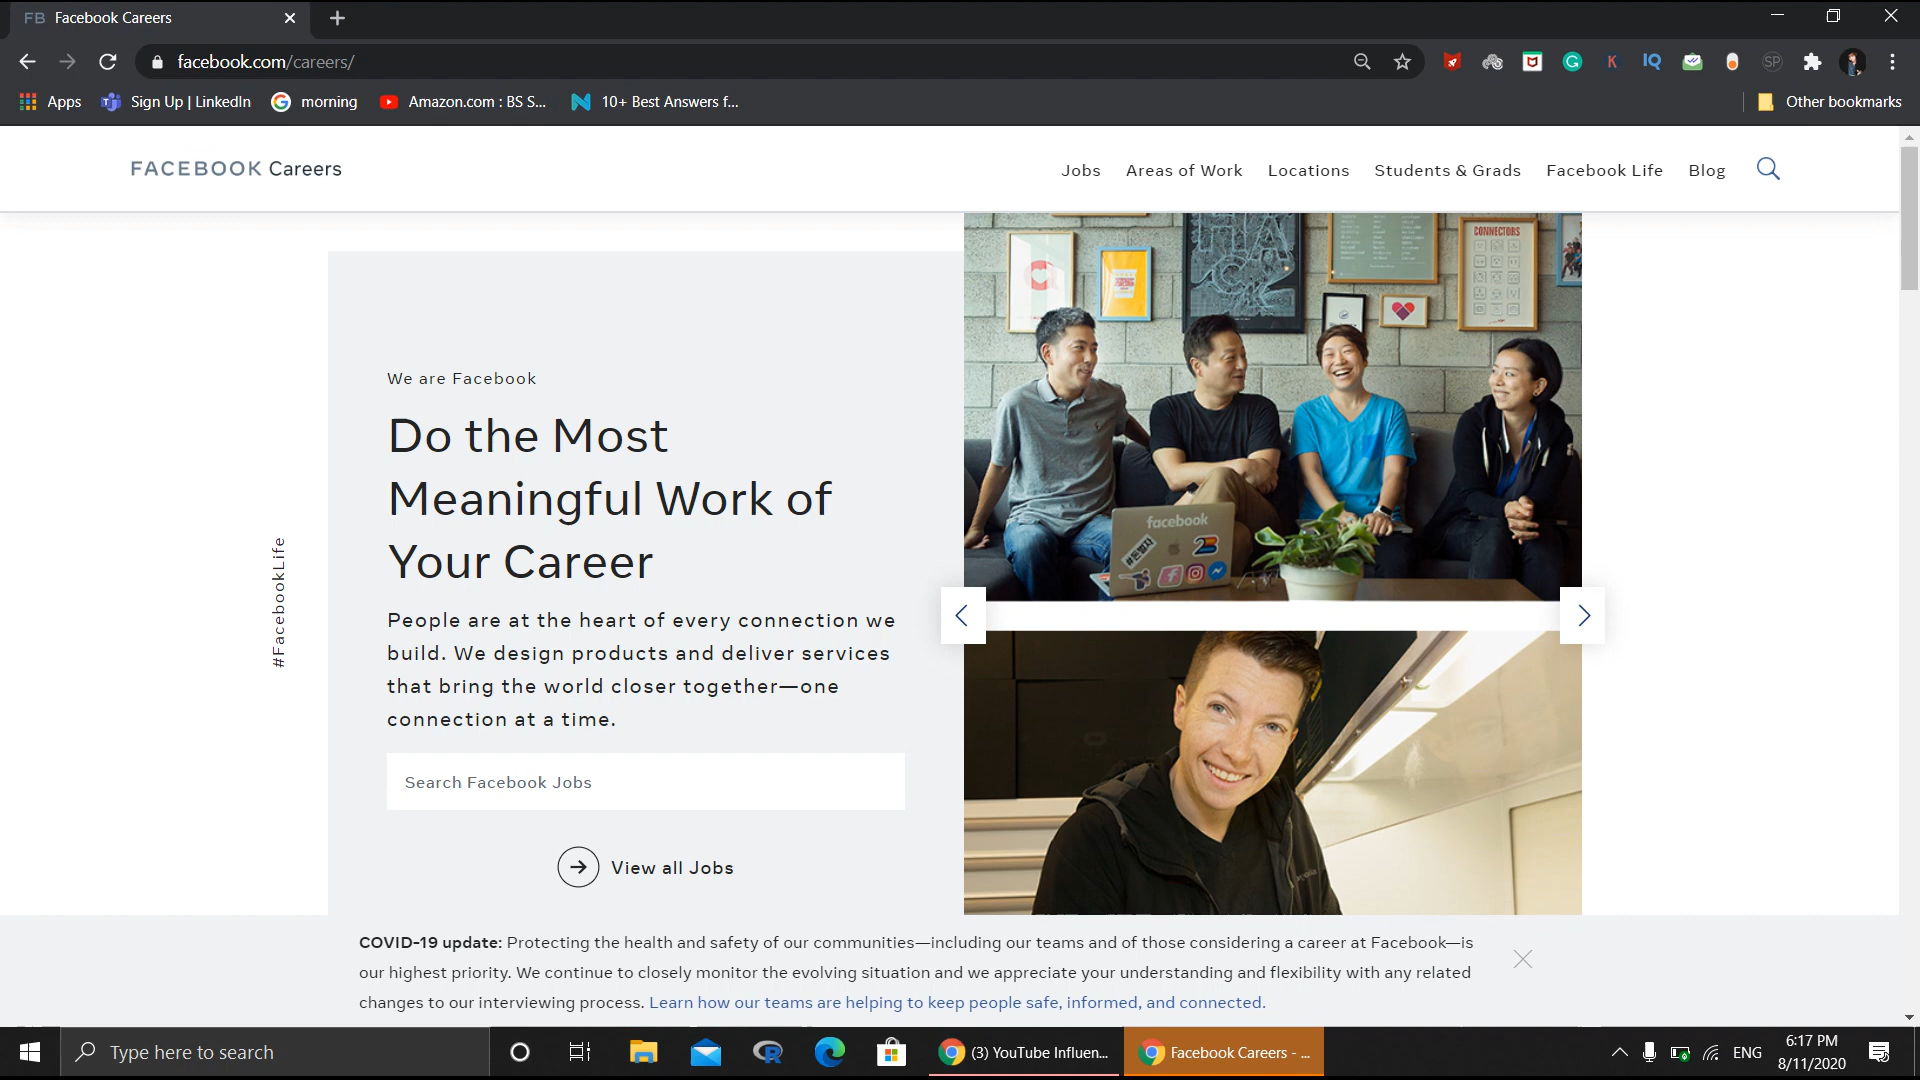 FB Facebook Careers
facebook.com/careers/
IQ
SP
Apps
Sign Up | LinkedIn
morning
Amazon.com : BS S...
10+ Best Answers f...
Other bookmarks
FACEBOOK Careers
Jobs
Areas of Work
Locations
Students & Grads
Facebook Life
Blog
CONNECTORS
HACK
facebook
#FacebookLife
We are Facebook
Do the Most
Meaningful Work of
Your Career
People are at the heart of every connection we
build. We design products and deliver services
that bring the world closer together—one
connection at a time.
Search Facebook Jobs
View all Jobs
COVID-19 update: Protecting the health and safety of our communities—including our teams and of those considering a career at Facebook—is
our highest priority. We continue to closely monitor the evolving situation and we appreciate your understanding and flexibility with any related
changes to our interviewing process. Learn how our teams are helping to keep people safe, informed, and connected.
Type here to search
(3) YouTube Influen...
Facebook Careers - ...
ENG
6:17 PM
8/11/2020